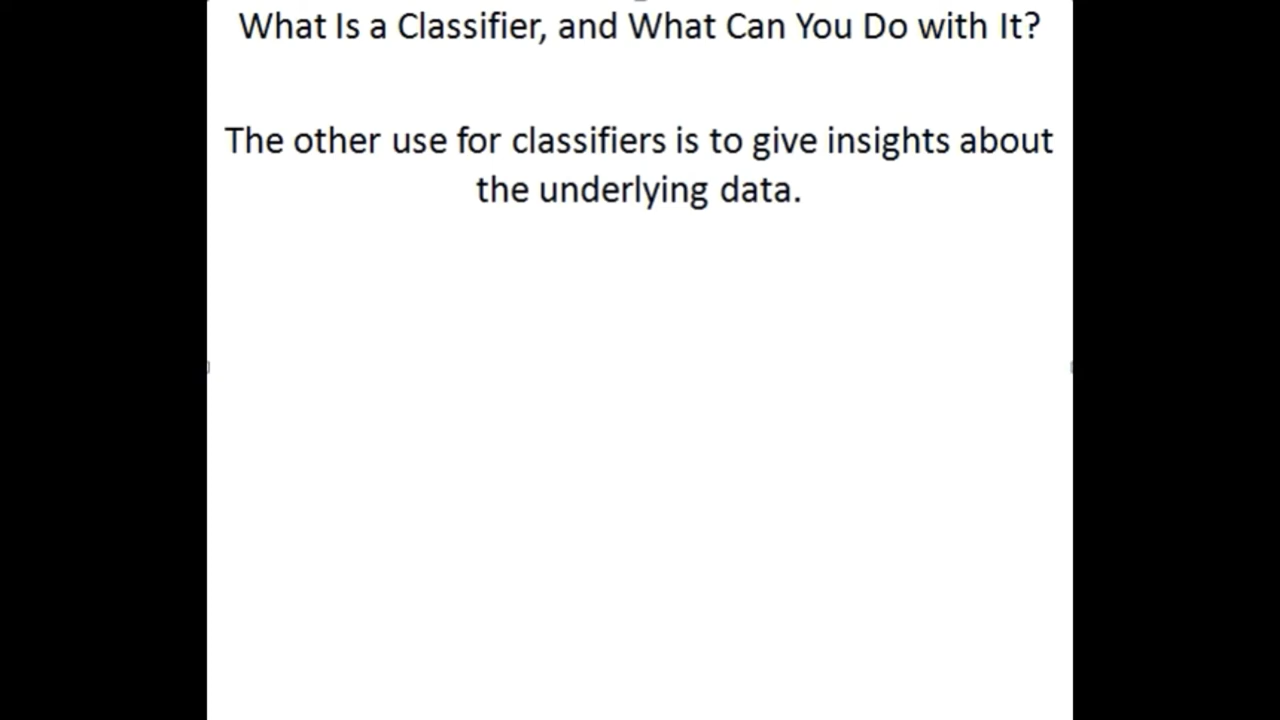 What Is a Classifier, and What Can You Do with It?
The other use for classifiers is to give insights about
the underlying data.